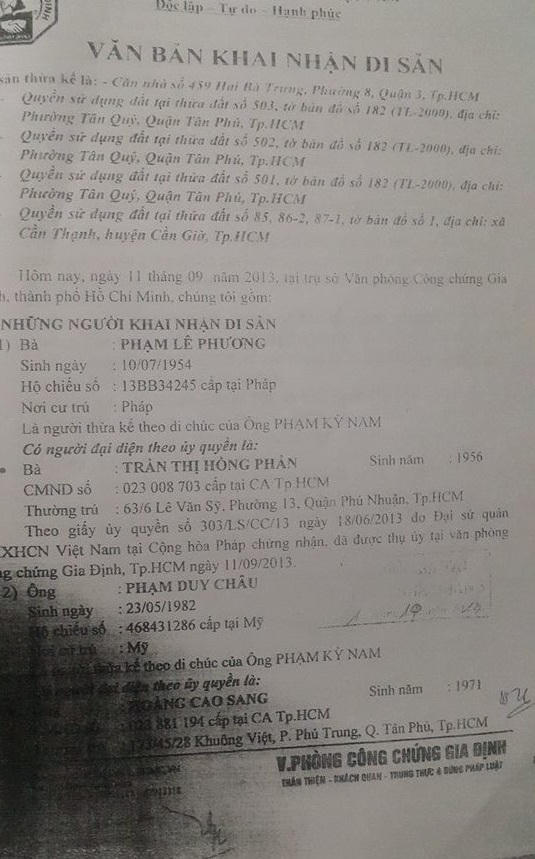 Độc lập - Tự do - Hạnh phúc
VĂN BẢN KHAI NHẬN DI SẢN
sản thừa kế là: - Căn nhà số 459 Hai Bà Trưng, Phường 8, Quận 3, Tp.HCM
Quyền sử dụng đất tại thửa đất số 503, tờ bản đồ số 182 (TL-2000), địa chỉ:
Phường Tân Quý, Quận Tân Phú, Tp.HCM
Quyền sử dụng đất tại thửa đất số 502, tờ bản đồ số 182 (TL-2000), địa chỉ:
Phường Tân Quý, Quận Tân Phú, Tp.HCM
Quyền sử dụng đất tại thửa đất số 501, tờ bản đồ số 182 (TL-2000), địa chỉ:
Phường Tân Quý, Quận Tân Phú, Tp.HCM
Quyền sử dụng đất tại thửa đất số 85, 86-2, 87-1, tờ bản đồ số 1, địa chỉ: xã
Cần Thạnh, huyện Cần Giờ, Tp.HCM
Hôm nay, ngày 11 tháng 09 năm 2013, tại trụ sở Văn phòng Công chứng Gia
h, thành phố Hồ Chí Minh, chúng tôi gồm:
NHỮNG NGƯỜI KHAI NHẬN DI SẢN
1) Bà : PHẠM LÊ PHƯƠNG
Sinh ngày : 10/07/1954
Hộ chiếu số : 13BB34245 cấp tại Pháp
Nơi cư trú : Pháp
Là người thừa kế theo di chúc của Ông PHẠM KỲ NAM
Có người đại diện theo ủy quyền là:
Bà : TRẦN THỊ HỒNG PHẤN Sinh năm : 1956
CMND số : 023 008 703 cấp tại CA Tp.HCM
Thường trú : 63/6 Lê Văn Sỹ, Phường 13, Quận Phú Nhuận, Tp.HCM
Theo giấy ủy quyền số 303/LS/CC/13 ngày 18/06/2013 do Đại sứ quán
XHCN Việt Nam tại Cộng hòa Pháp chứng nhận, đã được thụ ủy tại văn phòng
ng chứng Gia Định, Tp.HCM ngày 11/09/2013.
2) Ông : PHẠM DUY CHÂU
Sinh ngày : 23/05/1982
Hộ chiếu số : 468431286 cấp tại Mỹ
Nơi cư trú : Mỹ
thừa kế theo di chúc của Ông PHẠM KỲ NAM
người đại diện theo ủy quyền là:
HOÀNG CAO SANG Sinh năm : 1971
023 881 194 cấp tại CA Tp.HCM
173/45/28 Khuông Việt, P. Phú Trung, Q. Tân Phú, Tp.HCM
V.PHÒNG CÔNG CHỨNG GIA ĐỊNH
THÂN THIỆN - KHÁCH QUAN - TRUNG THỰC & ĐÚNG PHÁP LUẬT